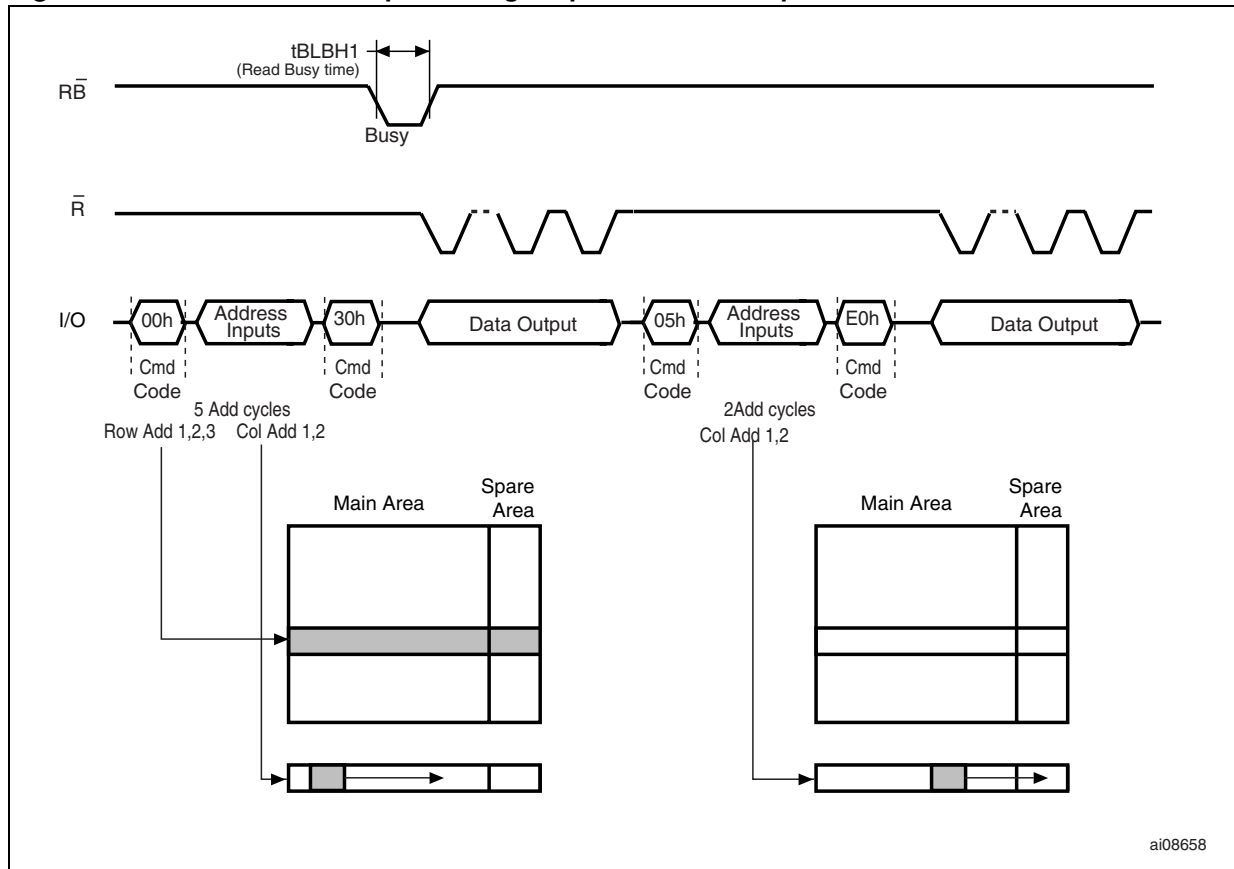 tBLBH1
(Read Busy time)
RB̅
Busy
R̅
I/O
00h
Address
Inputs
30h
Data Output
05h
Address
Inputs
E0h
Data Output
Cmd
Code
Cmd
Code
Cmd
Code
Cmd
Code
5 Add cycles
Row Add 1,2,3
Col Add 1,2
2Add cycles
Col Add 1,2
Main Area
Spare
Area
Main Area
Spare
Area
ai08658